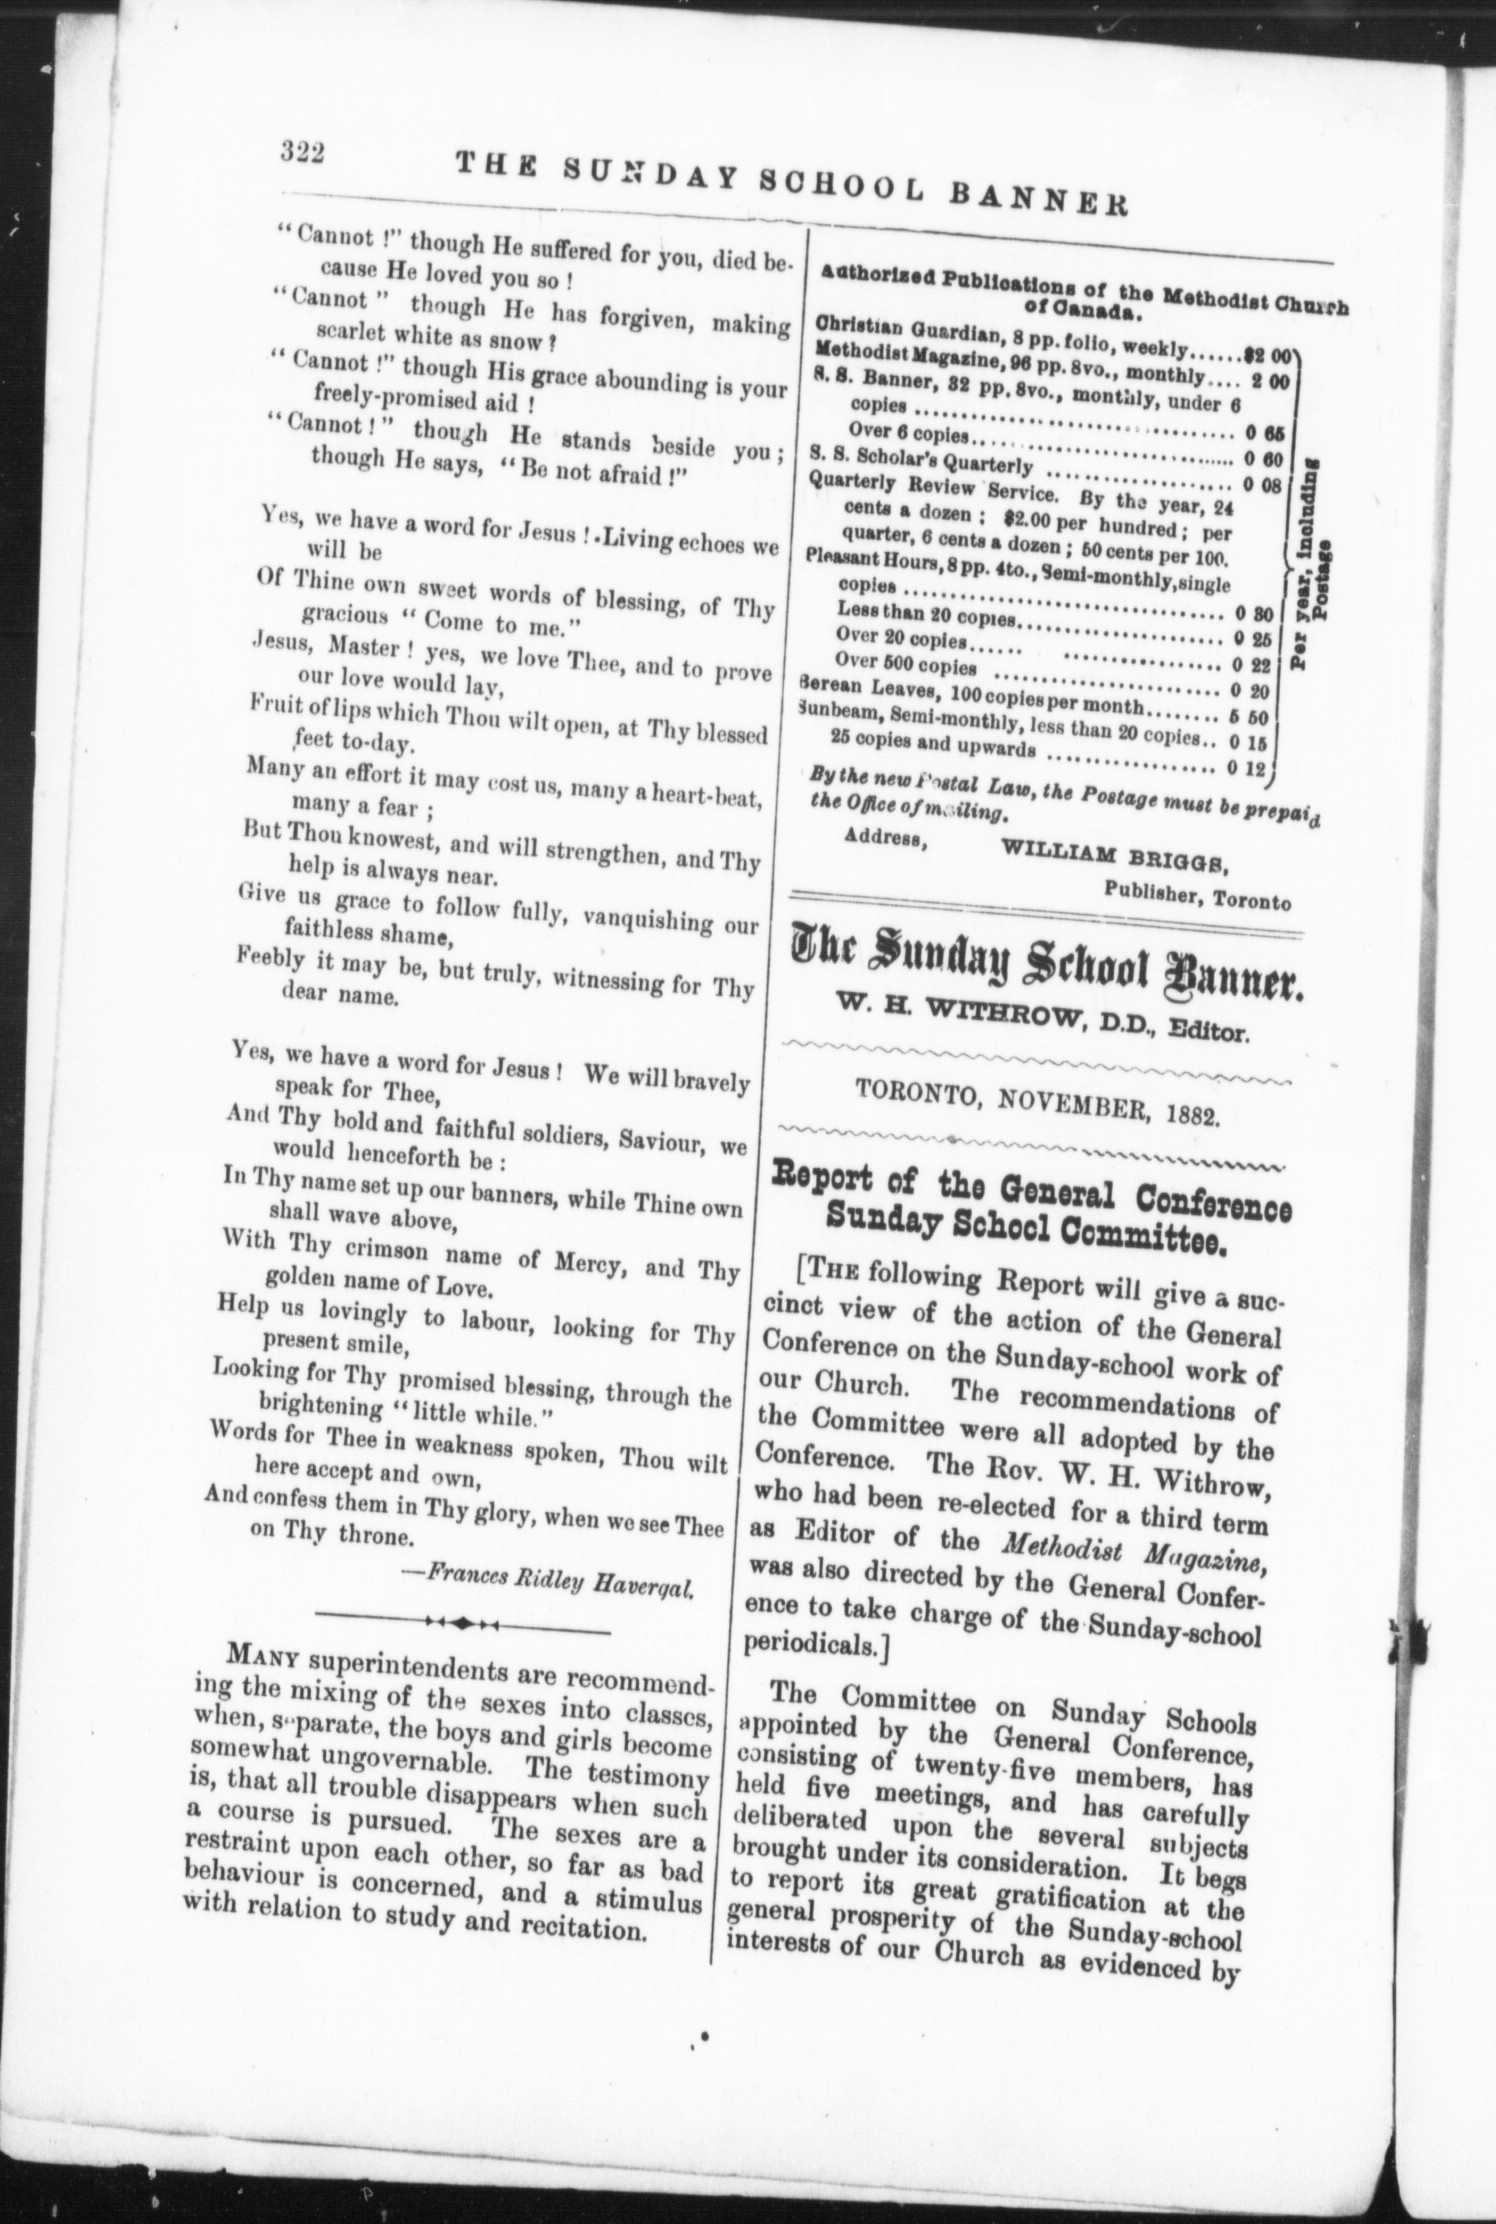 322
THE SUNDAY SCHOOL BANNER
"Cannot !" though He suffered for you, died be-
cause He loved you so !
"Cannot" though He has forgiven, making
scarlet white as snow ?
"Cannot !" though His grace abounding is your
freely-promised aid !
"Cannot !" though He stands beside you ;
though He says, "Be not afraid !"
Yes, we have a word for Jesus ! Living echoes we
will be
Of Thine own sweet words of blessing, of Thy
gracious "Come to me."
Jesus, Master ! yes, we love Thee, and to prove
our love would lay,
Fruit of lips which Thou wilt open, at Thy blessed
feet to-day.
Many an effort it may cost us, many a heart-beat,
many a fear ;
But Thou knowest, and will strengthen, and Thy
help is always near.
Give us grace to follow fully, vanquishing our
faithless shame,
Feebly it may be, but truly, witnessing for Thy
dear name.
Yes, we have a word for Jesus ! We will bravely
speak for Thee,
And Thy bold and faithful soldiers, Saviour, we
would henceforth be :
In Thy name set up our banners, while Thine own
shall wave above,
With Thy crimson name of Mercy, and Thy
golden name of Love.
Help us lovingly to labour, looking for Thy
present smile,
Looking for Thy promised blessing, through the
brightening "little while."
Words for Thee in weakness spoken, Thou wilt
here accept and own,
And confess them in Thy glory, when we see Thee
on Thy throne.
—Frances Ridley Havergal.
MANY superintendents are recommend-
ing the mixing of the sexes into classes,
when, separate, the boys and girls become
somewhat ungovernable. The testimony
is, that all trouble disappears when such
a course is pursued. The sexes are a
restraint upon each other, so far as bad
behaviour is concerned, and a stimulus
with relation to study and recitation.
Authorized Publications of the Methodist Church
of Canada.
Christian Guardian, 8 pp. folio, weekly......$2 00
Methodist Magazine, 96 pp. 8vo., monthly.... 2 00
S. S. Banner, 32 pp. 8vo., monthly, under 6
copies .................................. 0 65
Over 6 copies............................ 0 60
S. S. Scholar's Quarterly .................... 0 08
Quarterly Review Service. By the year, 24
cents a dozen ; $2.00 per hundred ; per
quarter, 6 cents a dozen ; 50 cents per 100.
Pleasant Hours, 8 pp. 4to., Semi-monthly, single
copies .................................. 0 30
Less than 20 copies...................... 0 25
Over 20 copies...... ................. 0 22
Over 500 copies ........................ 0 20
Berean Leaves, 100 copies per month........ 5 50
Sunbeam, Semi-monthly, less than 20 copies.. 0 15
25 copies and upwards .................. 0 12
Per year, including
Postage
By the new Postal Law, the Postage must be prepaid
the Office of mailing.
Address,
WILLIAM BRIGGS,
Publisher, Toronto
The Sunday School Banner.
W. H. WITHROW, D.D., Editor.
TORONTO, NOVEMBER, 1882.
Report of the General Conference
Sunday School Committee.
[THE following Report will give a suc-
cinct view of the action of the General
Conference on the Sunday-school work of
our Church. The recommendations of
the Committee were all adopted by the
Conference. The Rev. W. H. Withrow,
who had been re-elected for a third term
as Editor of the Methodist Magazine,
was also directed by the General Confer-
ence to take charge of the Sunday-school
periodicals.]
The Committee on Sunday Schools
appointed by the General Conference,
consisting of twenty-five members, has
held five meetings, and has carefully
deliberated upon the several subjects
brought under its consideration. It begs
to report its great gratification at the
general prosperity of the Sunday-school
interests of our Church as evidenced by